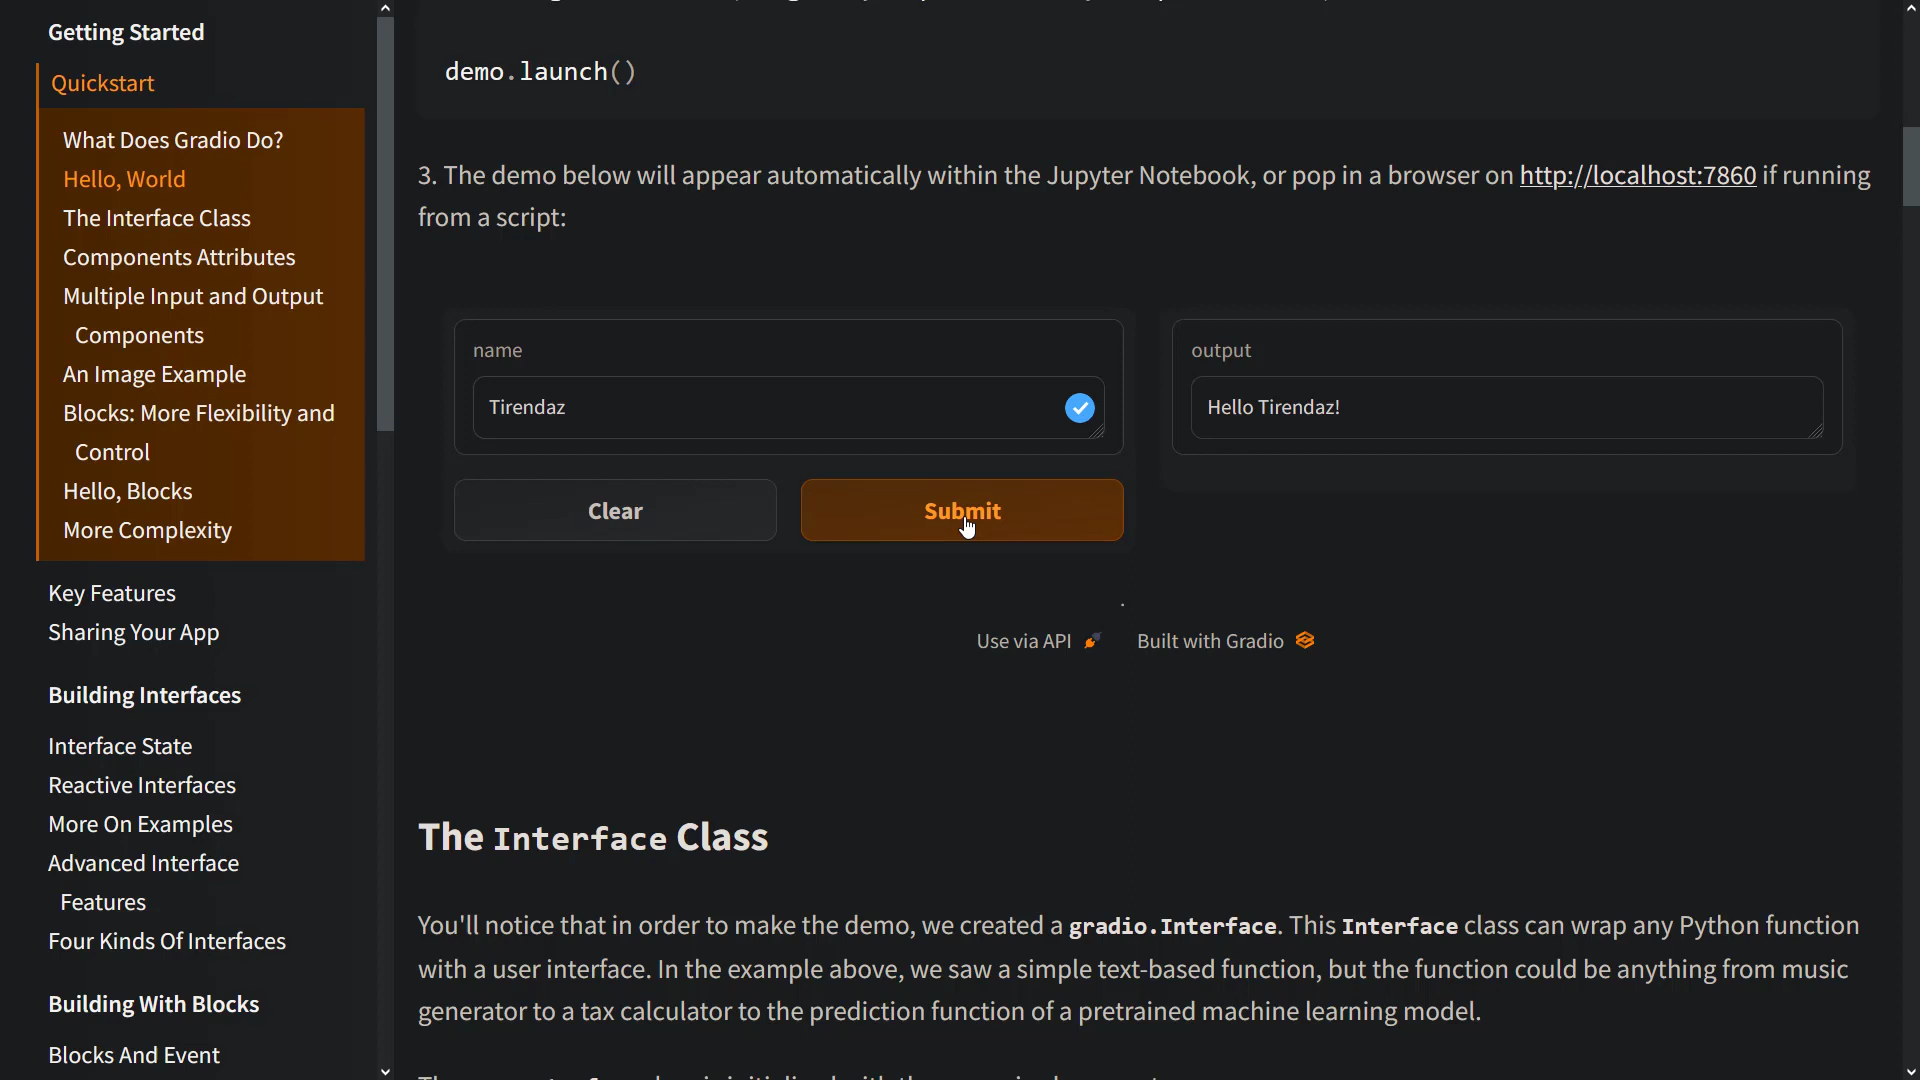 Getting Started
Quickstart
What Does Gradio Do?
Hello, World
The Interface Class
Components Attributes
Multiple Input and Output
Components
An Image Example
Blocks: More Flexibility and
Control
Hello, Blocks
More Complexity
Key Features
Sharing Your App
Building Interfaces
Interface State
Reactive Interfaces
More On Examples
Advanced Interface
Features
Four Kinds Of Interfaces
Building With Blocks
Blocks And Event
demo.launch()
3. The demo below will appear automatically within the Jupyter Notebook, or pop in a browser on http://localhost:7860 if running
from a script:
name
Tirendaz
output
Hello Tirendaz!
Clear
Submit
.
Use via API
Built with Gradio
The Interface Class
You'll notice that in order to make the demo, we created a gradio.Interface. This Interface class can wrap any Python function
with a user interface. In the example above, we saw a simple text-based function, but the function could be anything from music
generator to a tax calculator to the prediction function of a pretrained machine learning model.